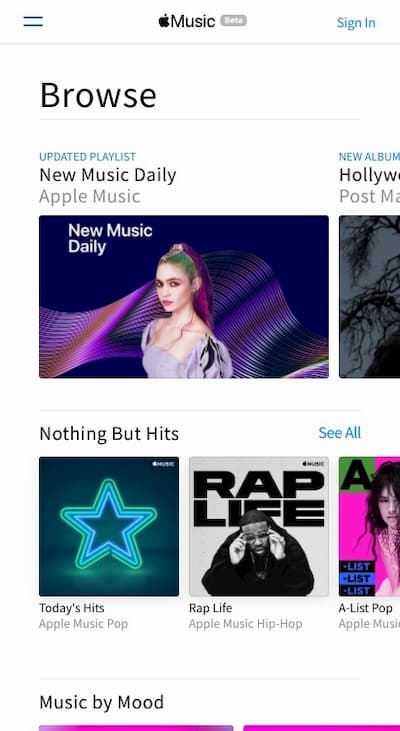 Music Beta
Sign In
Browse
UPDATED PLAYLIST
New Music Daily
Apple Music
NEW ALBUM
Hollyw
Post Ma
New Music
Daily
Nothing But Hits
See All
MUSIC
MUSIC
RAP
LIFE
A-
-LIST
-LIST
-LIST
Today's Hits
Apple Music Pop
Rap Life
Apple Music Hip-Hop
A-List Pop
Apple Music
Music by Mood